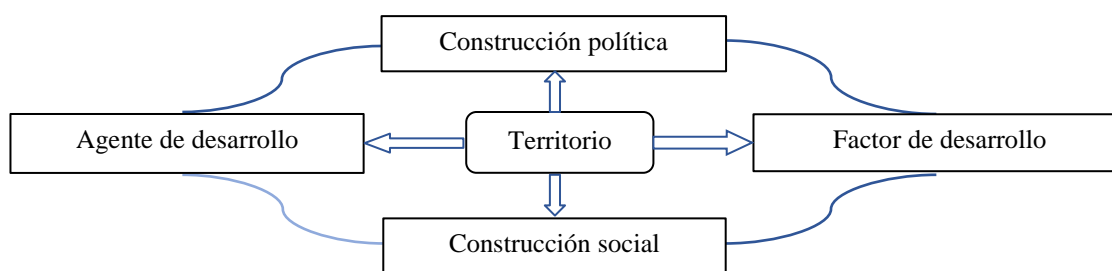 Construcción política
Agente de desarrollo
Territorio
Factor de desarrollo
Construcción social